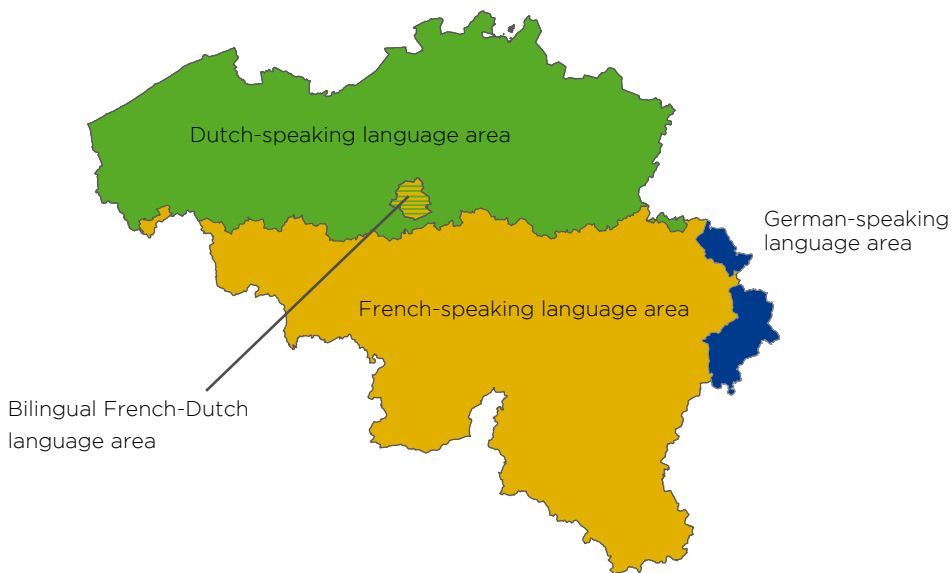 Dutch-speaking language area
German-speaking
language area
French-speaking language area
Bilingual French-Dutch
language area